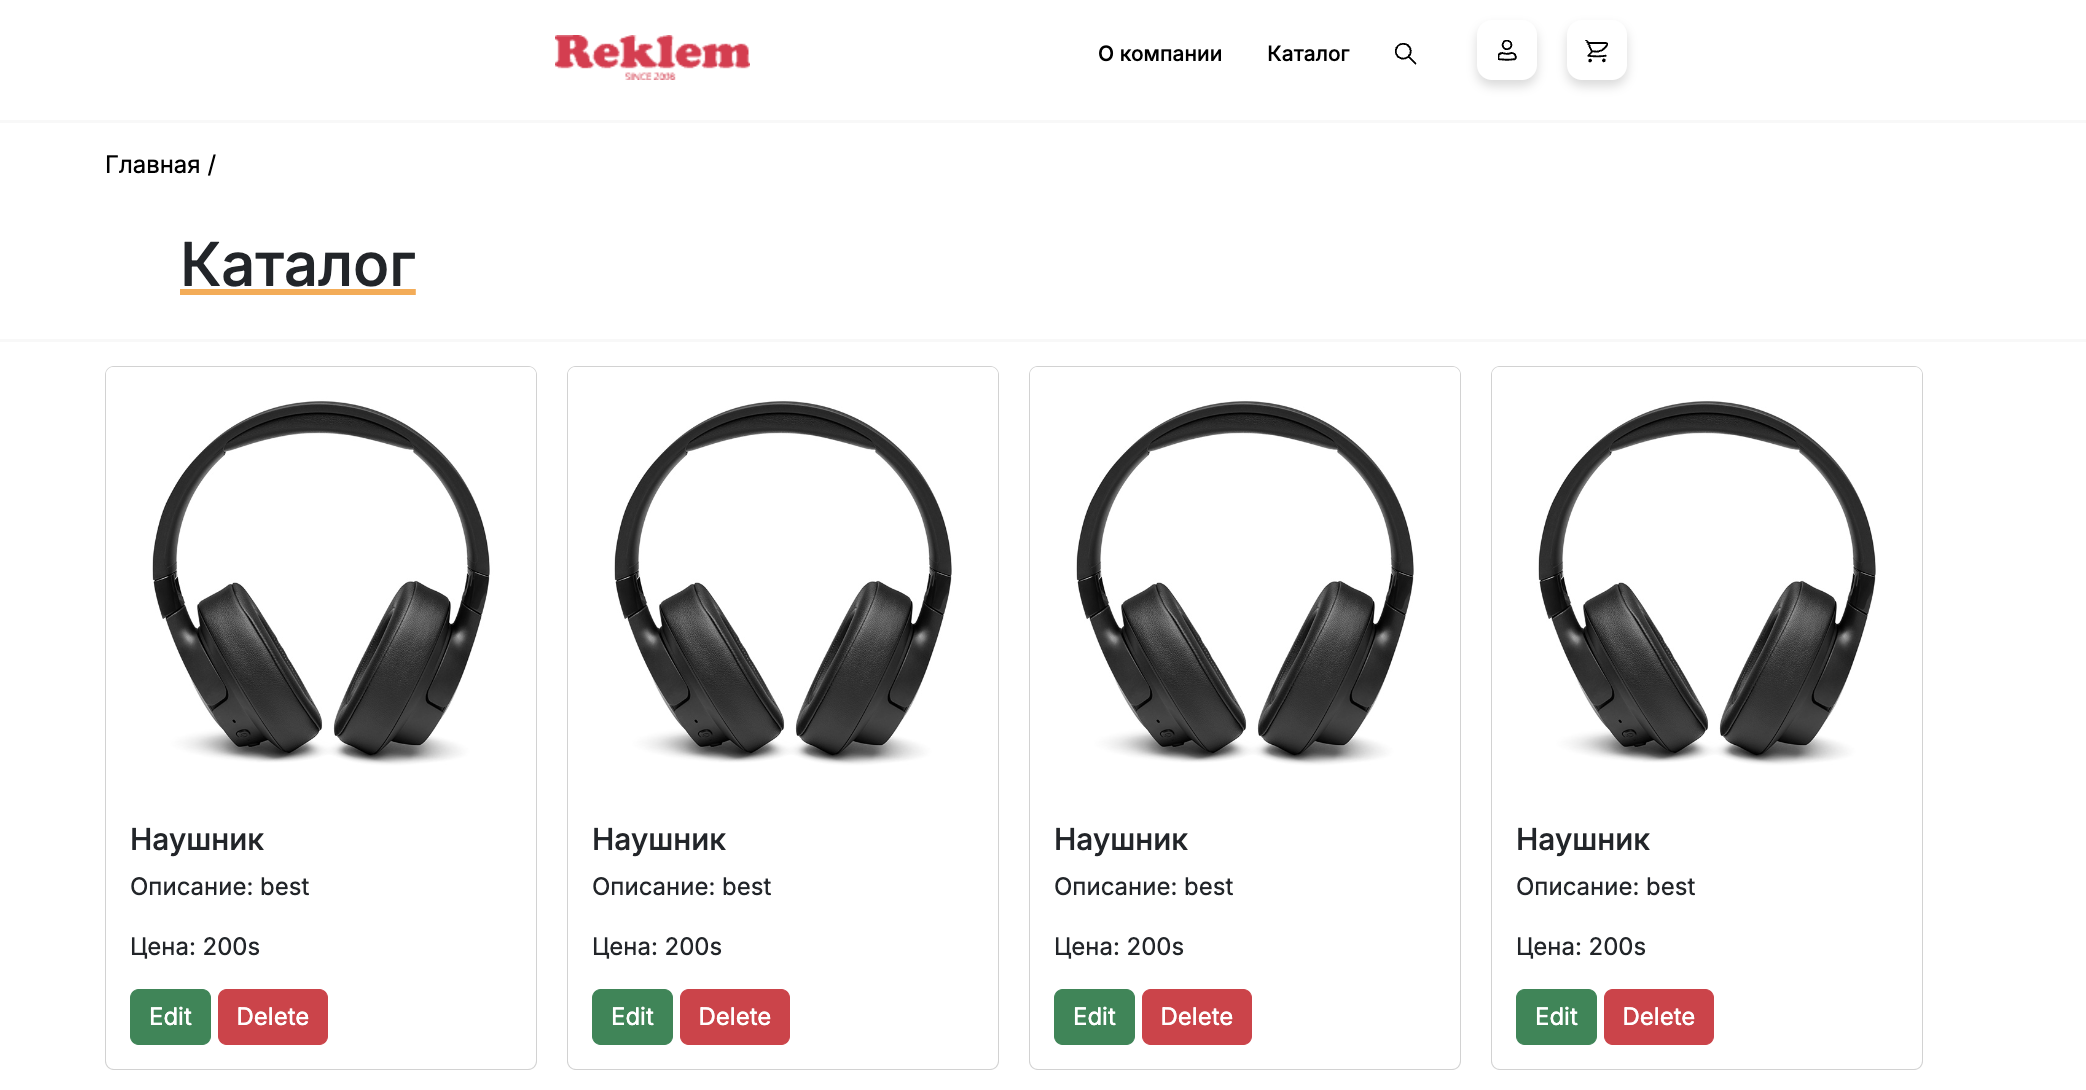 Reklem
SINCE 2008
О компании Каталог
Главная /
Каталог
Наушник Наушник Наушник Наушник
Описание: best Описание: best Описание: best Описание: best
Цена: 200s Цена: 200s Цена: 200s Цена: 200s
Edit Delete Edit Delete Edit Delete Edit Delete